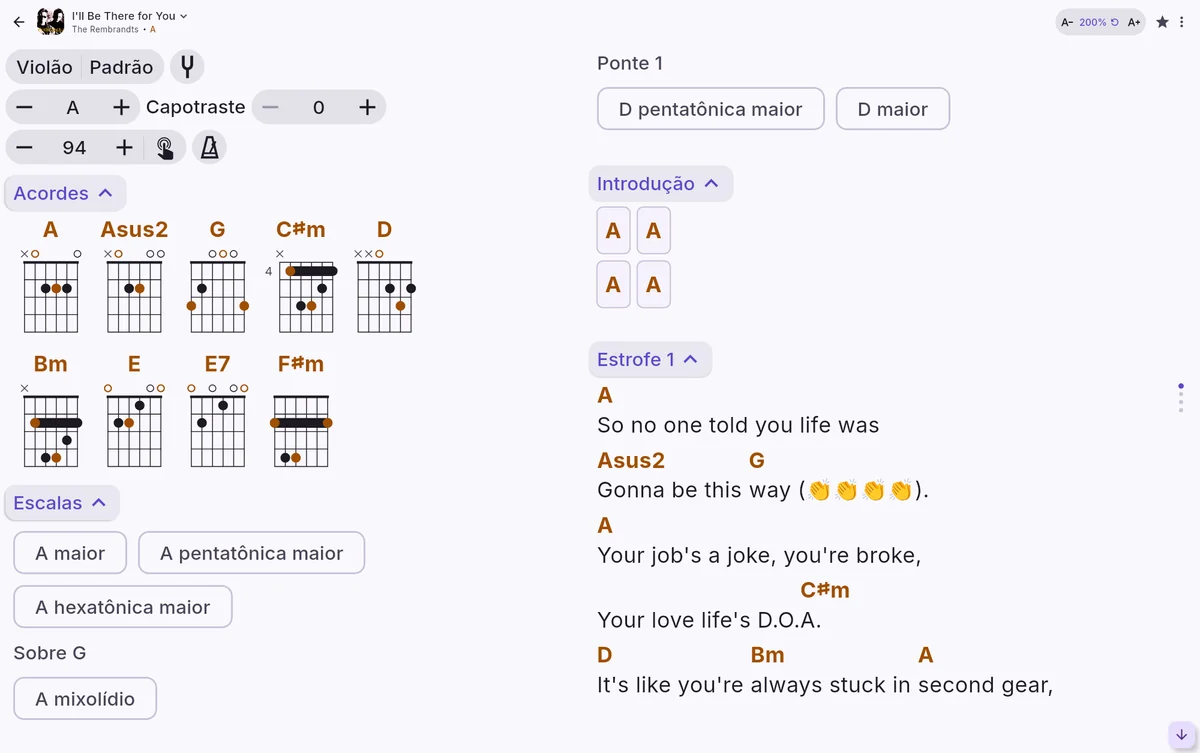 I'll Be There for You
The Rembrandts • A
A- 200% A+
Violão Padrão
A Capotraste 0
94
Acordes
A Asus2 G C#m D
4
Bm E E7 F#m
Escalas
A maior A pentatônica maior
A hexatônica maior
Sobre G
A mixolídio
Ponte 1
D pentatônica maior D maior
Introdução
A A
A A
Estrofe 1
A
So no one told you life was
Asus2 G
Gonna be this way (👏👏👏👏).
A
Your job's a joke, you're broke,
C#m
Your love life's D.O.A.
D Bm A
It's like you're always stuck in second gear,